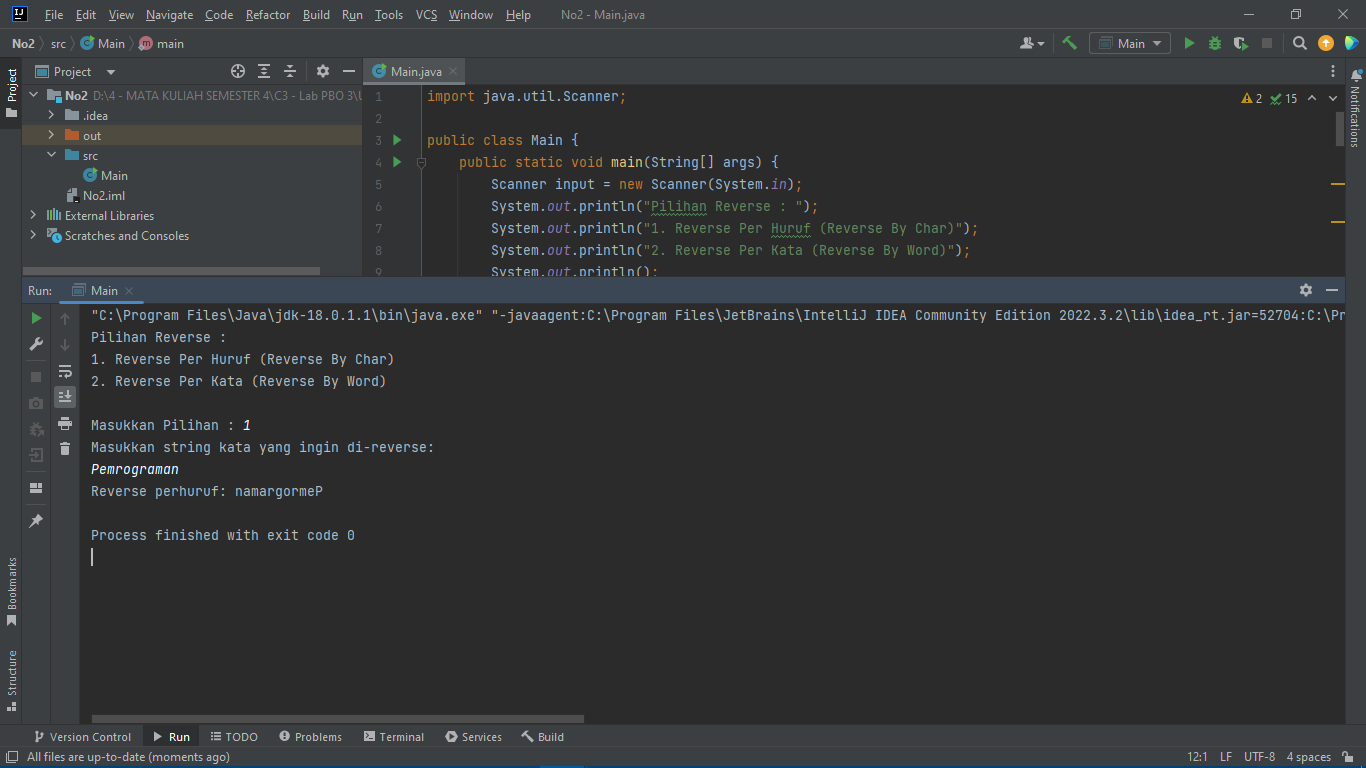 File Edit View Navigate Code Refactor Build Run Tools VCS Window Help No2 - Main.java
No2 src Main main Main
Project
Main.java
No2 D:\4 - MATA KULIAH SEMESTER 4\C3 - Lab PBO 3\
.idea
out
src
Main
No2.iml
External Libraries
Scratches and Consoles
2 15
1 import java.util.Scanner;
2
3 public class Main {
4 public static void main(String[] args) {
5 Scanner input = new Scanner(System.in);
6 System.out.println("Pilihan Reverse : ");
7 System.out.println("1. Reverse Per Huruf (Reverse By Char)");
8 System.out.println("2. Reverse Per Kata (Reverse By Word)");
9 System.out.println();
Run: Main
"C:\Program Files\Java\jdk-18.0.1.1\bin\java.exe" "-javaagent:C:\Program Files\JetBrains\IntelliJ IDEA Community Edition 2022.3.2\lib\idea_rt.jar=52704:C:\Pr
Pilihan Reverse :
1. Reverse Per Huruf (Reverse By Char)
2. Reverse Per Kata (Reverse By Word)
Masukkan Pilihan : 1
Masukkan string kata yang ingin di-reverse:
Pemrograman
Reverse perhuruf: namargormeP
Process finished with exit code 0
Project
Bookmarks
Structure
Notifications
Version Control Run TODO Problems Terminal Services Build
All files are up-to-date (moments ago) 12:1 LF UTF-8 4 spaces